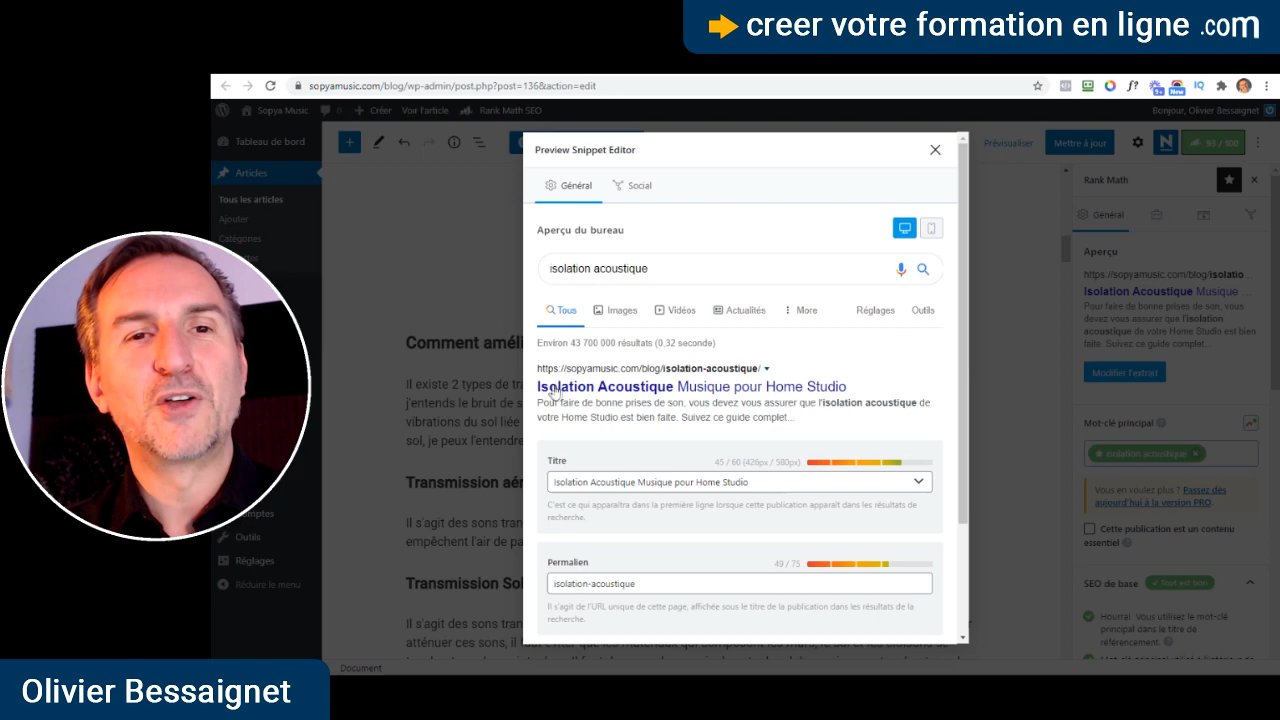 creer votre formation en ligne .com
sopyamusic.com/blog/wp-admin/post.php?post=136&action=edit
Sopya Music
0
Créer
Voir l'article
Rank Math SEO
Bonjour, Olivier Bessaignet
Tableau de bord
Articles
Tous les articles
Ajouter
Catégories
Outils
Réglages
Réduire le menu
Prévisualiser
Mettre à jour
93 / 100
Preview Snippet Editor
Général
Social
Aperçu du bureau
isolation acoustique
Tous
Images
Vidéos
Actualités
More
Réglages
Outils
Environ 43 700 000 résultats (0,32 seconde)
https://sopyamusic.com/blog/isolation-acoustique/
Isolation Acoustique Musique pour Home Studio
Pour faire de bonne prises de son, vous devez vous assurer que l'isolation acoustique de
votre Home Studio est bien faite. Suivez ce guide complet...
Titre
45 / 60 (426px / 580px)
Isolation Acoustique Musique pour Home Studio
C'est ce qui apparaîtra dans la première ligne lorsque cette publication apparaît dans les résultats de
recherche.
Permalien
49 / 75
isolation-acoustique
Il s'agit de l'URL unique de cette page, affichée sous le titre de la publication dans les résultats de la
recherche.
Comment améli
Il existe 2 types de tra
j'entends le bruit de s
vibrations du sol liée
sol, je peux l'entendre
Transmission aér
Il s'agit des sons tran
empêchent l'air de pa
Transmission Sol
Il s'agit des sons tran
Document
Rank Math
Général
Aperçu
https://sopyamusic.com/blog/isolatio...
Isolation Acoustique Musique ...
Pour faire de bonne prises de son, vous
devez vous assurer que l'isolation
acoustique de votre Home Studio est bien
faite. Suivez ce guide complet...
Modifier l'extrait
Mot-clé principal
isolation acoustique
Vous en voulez plus ? Passez dès
aujourd'hui à la version PRO.
Cette publication est un contenu
essentiel
SEO de base
Tout est bon
Hourra! Vous utilisez le mot-clé
principal dans le titre de
référencement.
Olivier Bessaignet